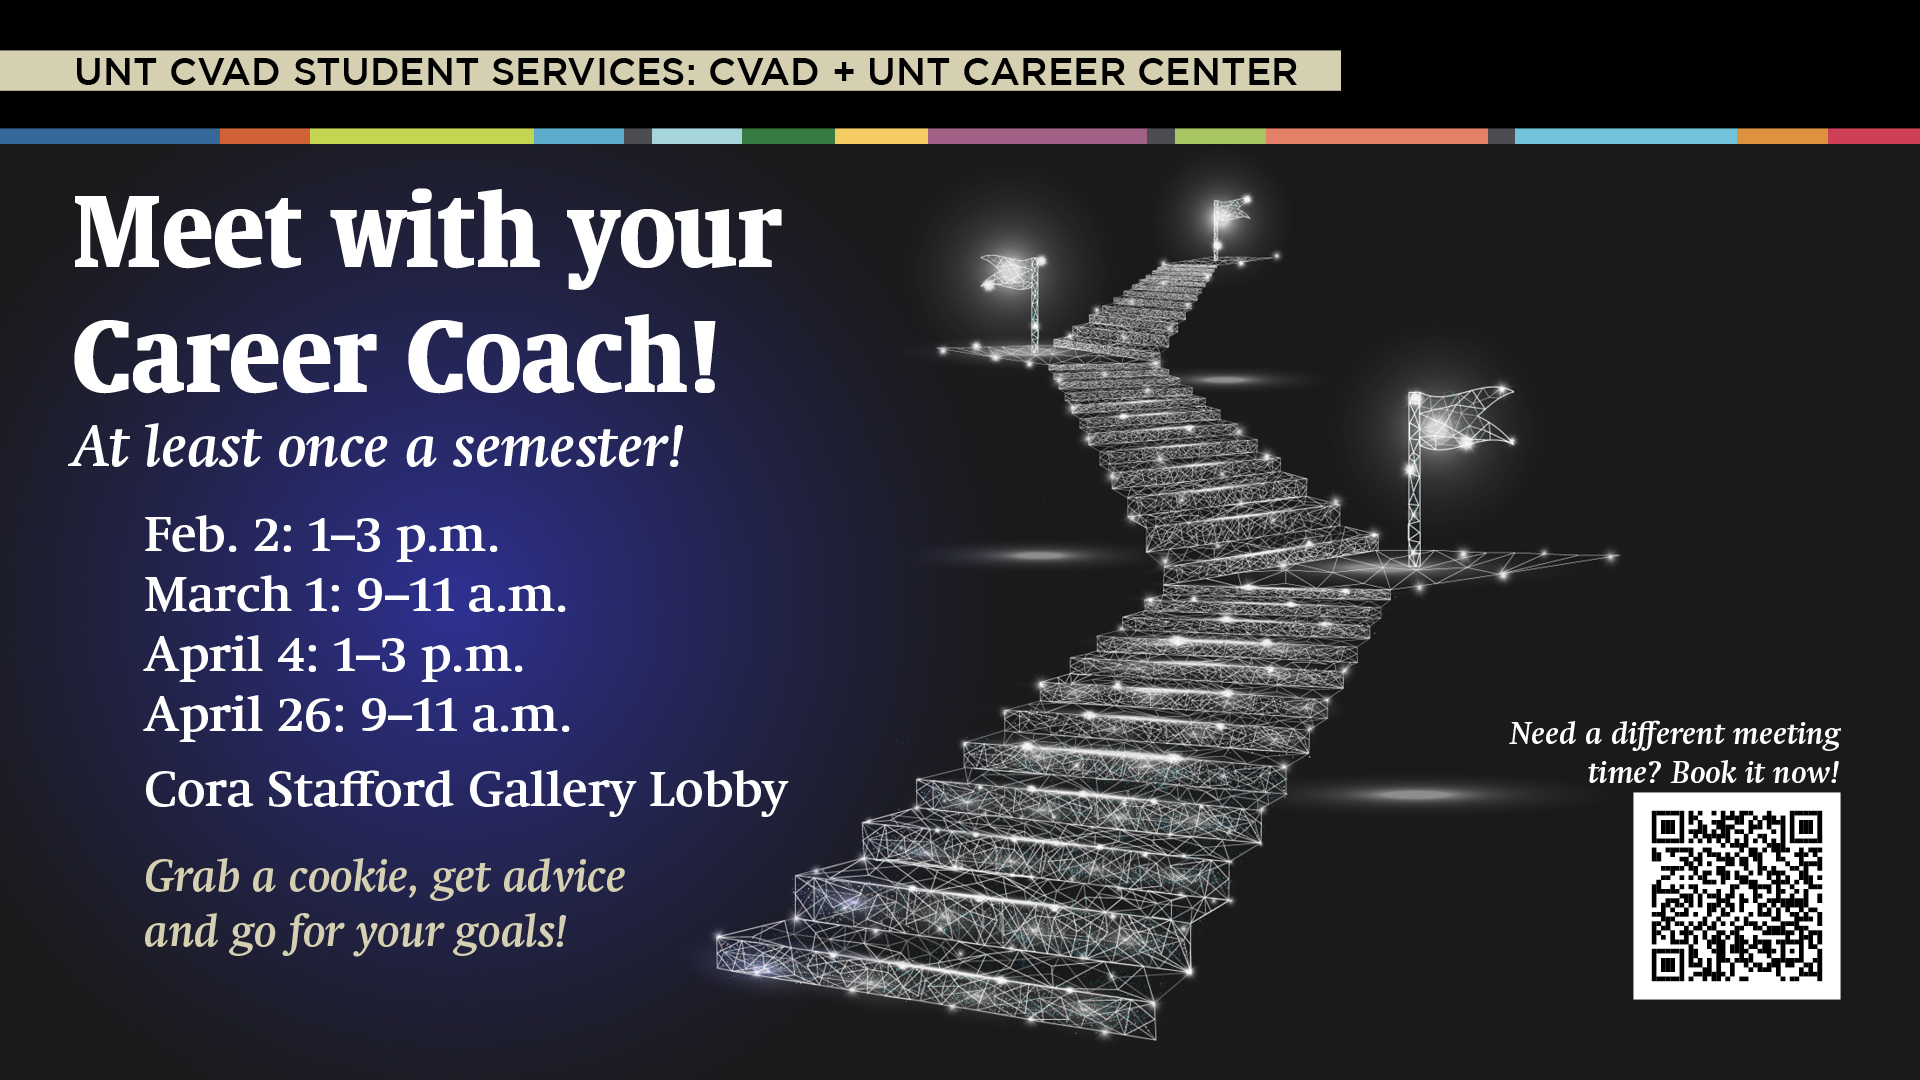 UNT CVAD STUDENT SERVICES: CVAD + UNT CAREER CENTER
Meet with your
Career Coach!
At least once a semester!
Feb. 2: 1–3 p.m.
March 1: 9–11 a.m.
April 4: 1–3 p.m.
April 26: 9–11 a.m.
Cora Stafford Gallery Lobby
Grab a cookie, get advice
and go for your goals!
Need a different meeting
time? Book it now!